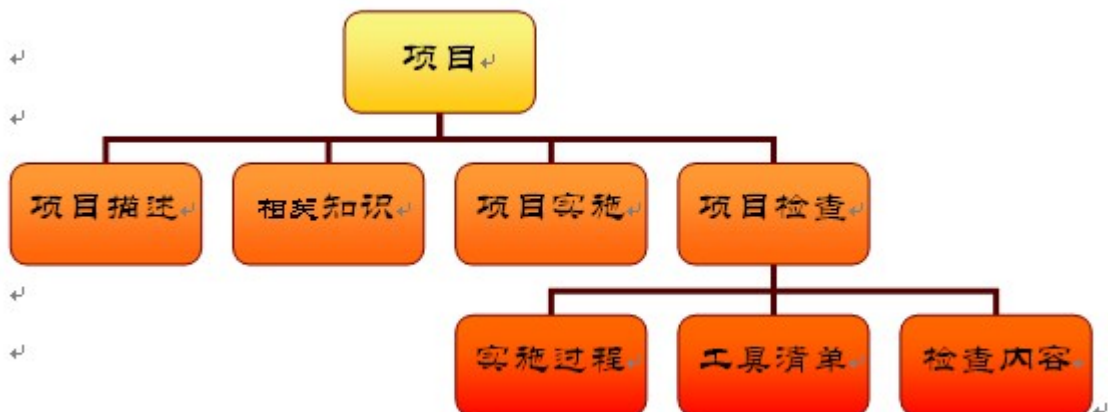 项目
项目描述
相关知识
项目实施
项目检查
实施过程
工具清单
检查内容